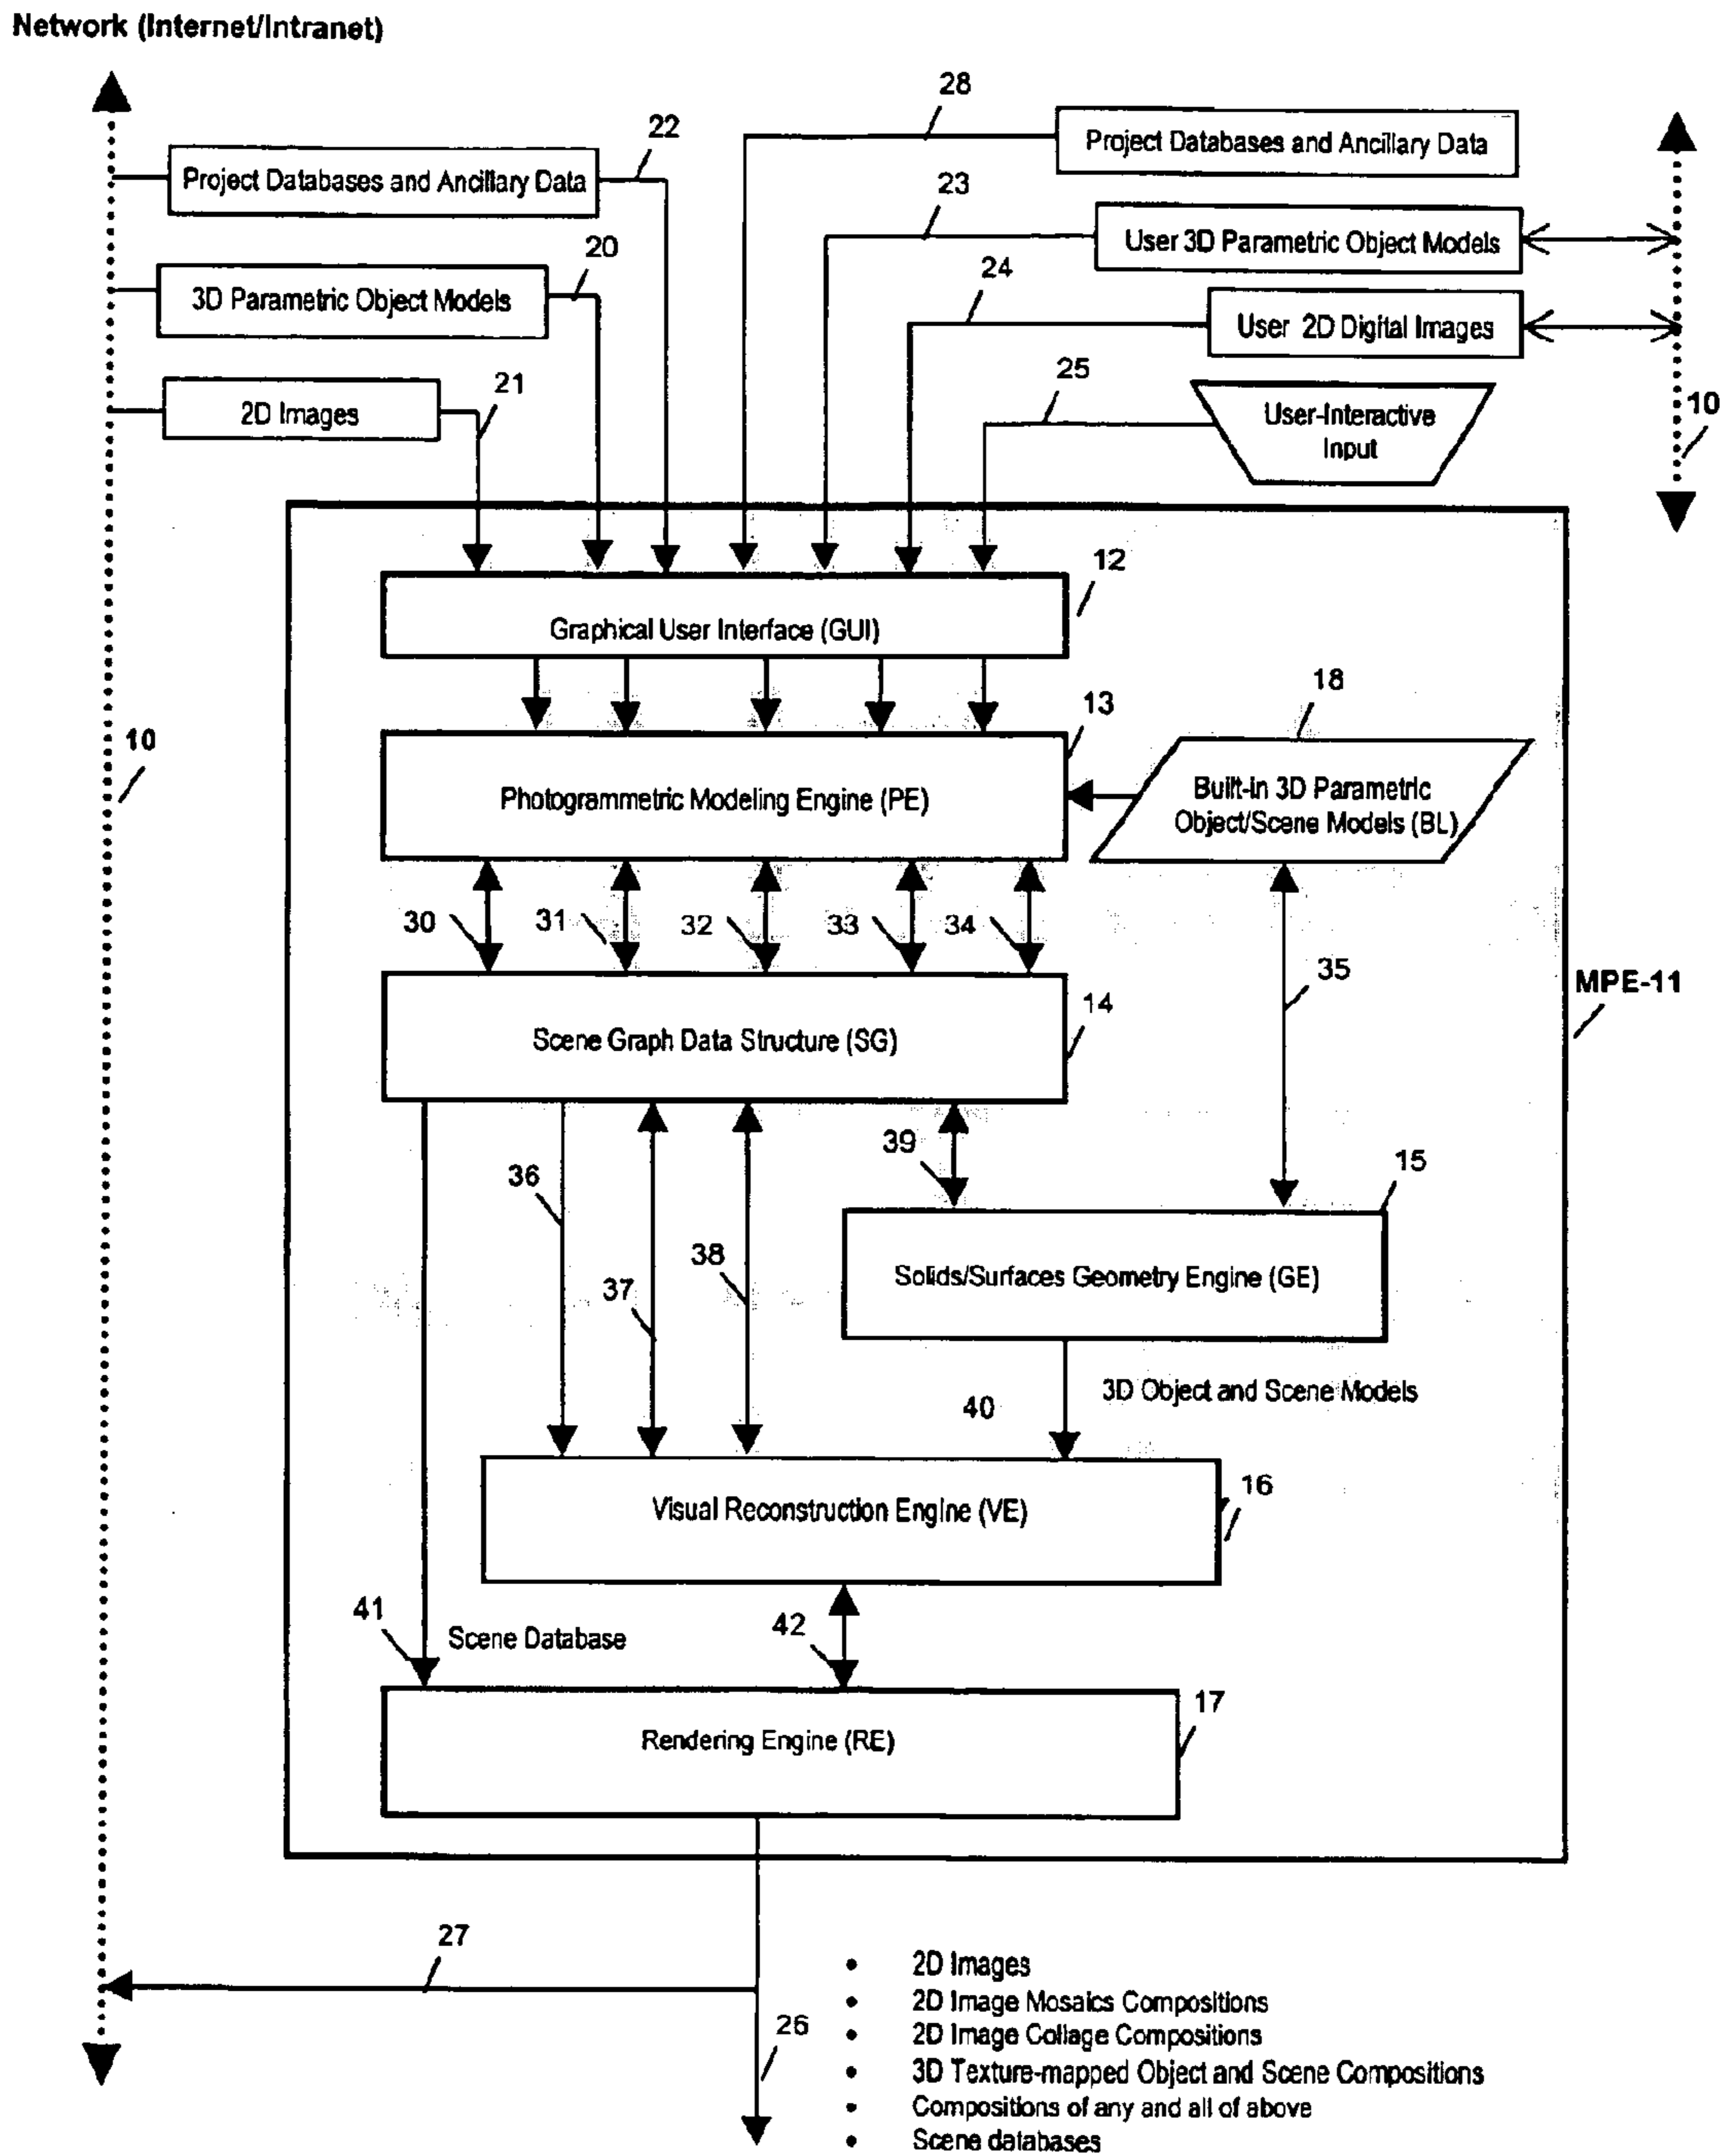 Network (Internet/Intranet)
28
22
Project Databases and Ancillary Data
Project Databases and Ancillary Data
23
20
User 3D Parametric Object Models
24
3D Parametric Object Models
User 2D Digital Images
21
25
2D Images
User-Interactive
Input
10
12
Graphical User Interface (GUI)
18
13
10
Built-in 3D Parametric
Object/Scene Models (BL)
Photogrammetric Modeling Engine (PE)
30
31
32
33
34
35
MPE-11
14
Scene Graph Data Structure (SG)
39
36
15
38
37
Solids/Surfaces Geometry Engine (GE)
3D Object and Scene Models
40
16
Visual Reconstruction Engine (VE)
41
Scene Database
42
17
Rendering Engine (RE)
27
26
• 2D Images
• 2D Image Mosaics Compositions
• 2D Image Collage Compositions
• 3D Texture-mapped Object and Scene Compositions
• Compositions of any and all of above
• Scene databases